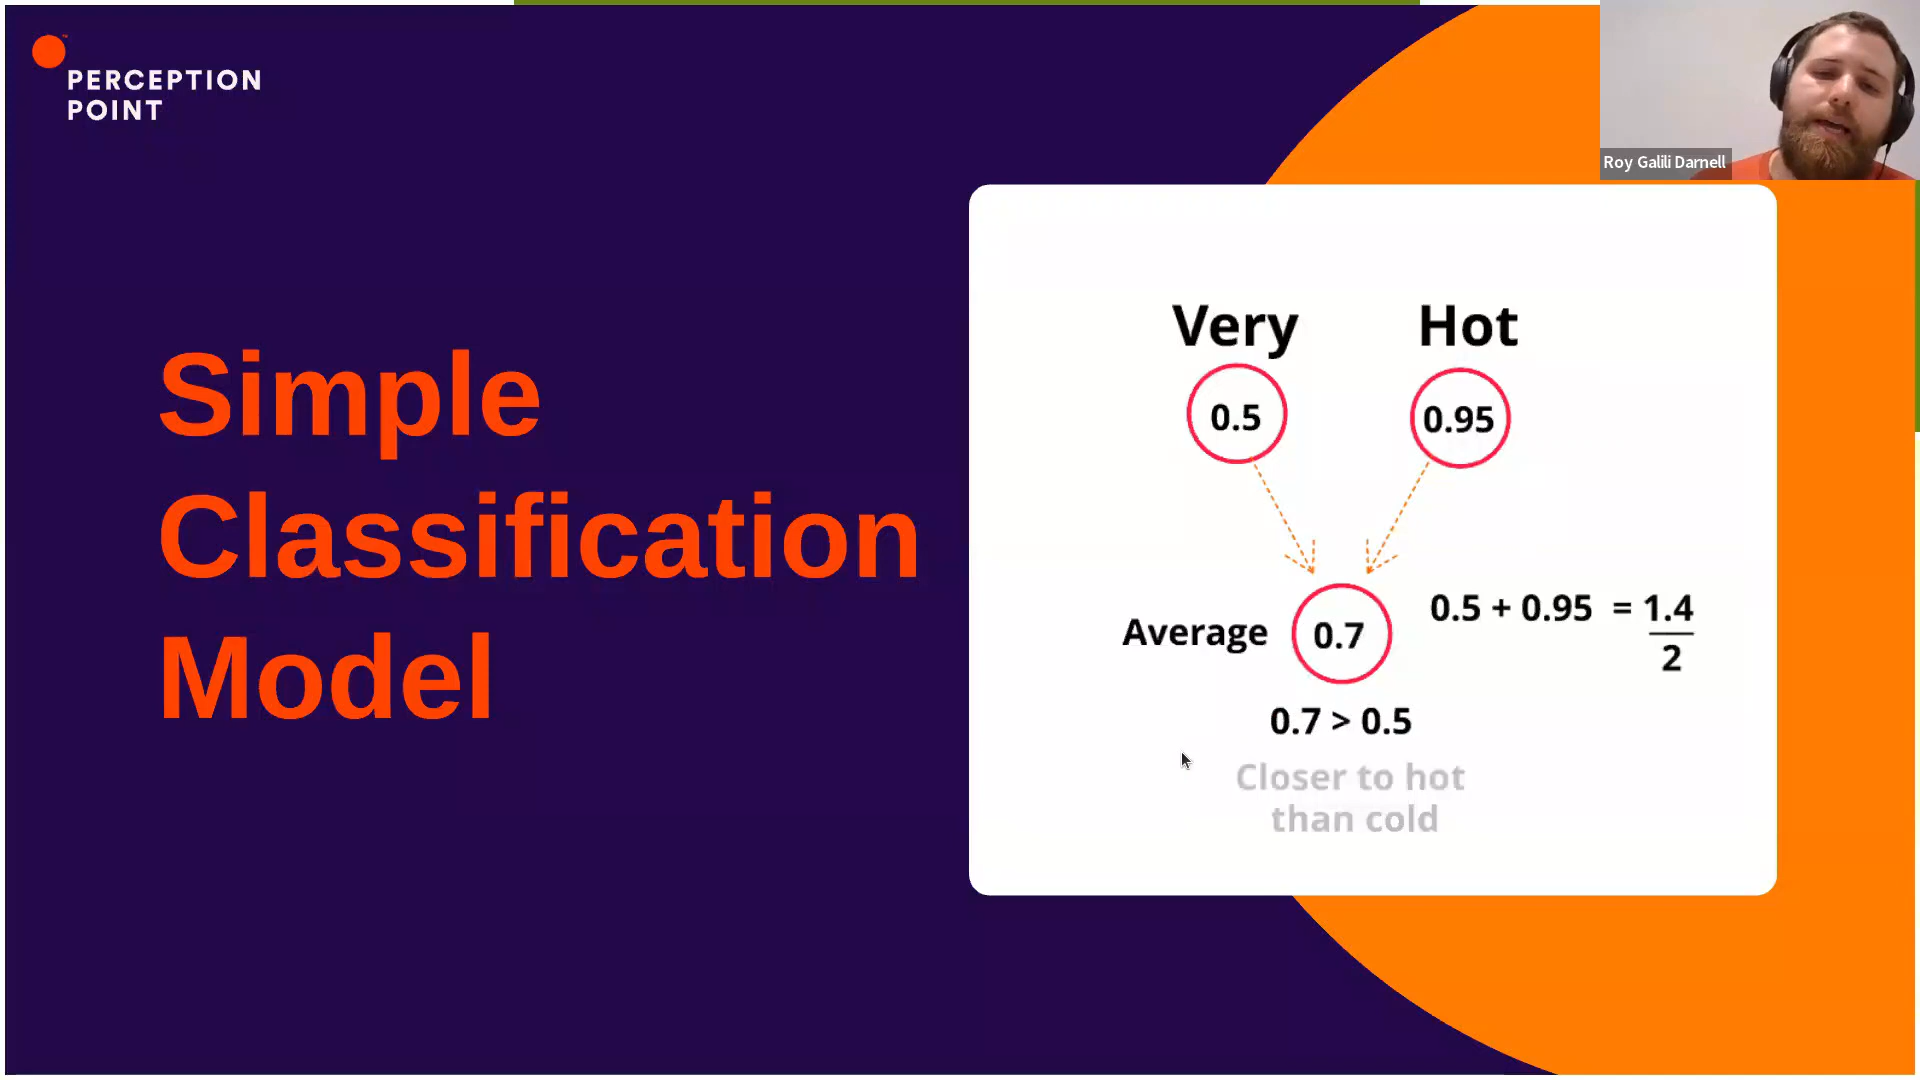 PERCEPTION
POINT
Roy Galili Darnell
Simple
Classification
Model
Very Hot
0.5 0.95
Average 0.7 0.5 + 0.95 = 1.4
2
0.7 > 0.5
Closer to hot
than cold